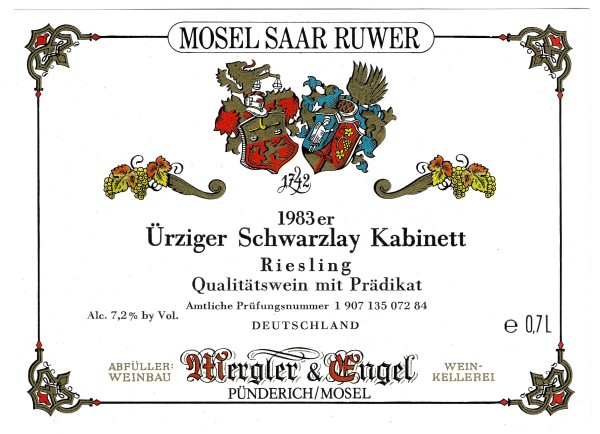 MOSEL SAAR RUWER
1742
1983er
Ürziger Schwarzlay Kabinett
Riesling
Qualitätswein mit Prädikat
Amtliche Prüfungsnummer 1 907 135 072 84
Alc. 7,2% by Vol.
DEUTSCHLAND
e 0,7 L
ABFÜLLER:
WEINBAU
Mergler & Engel
WEIN-
KELLEREI
PÜNDERICH/MOSEL